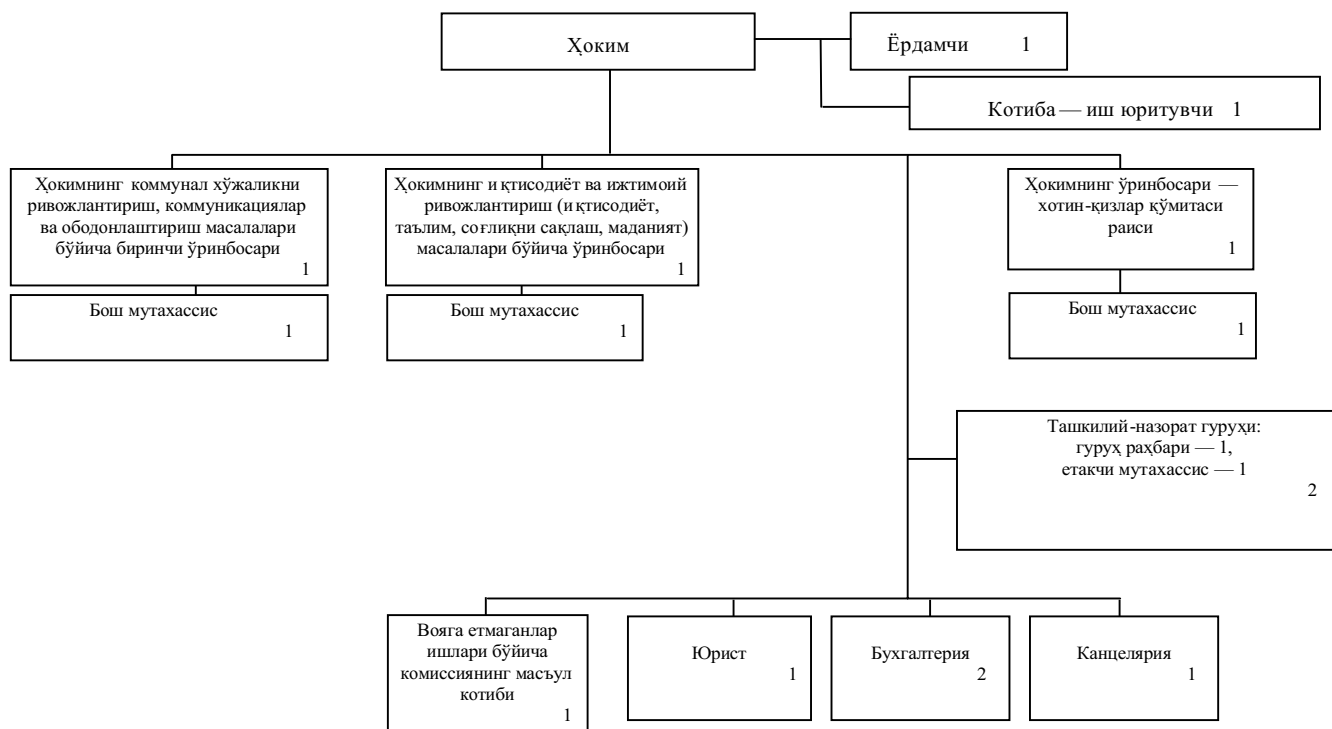 Ҳоким
Ёрдамчи 1
Котиба — иш юритувчи 1
Ҳокимнинг коммунал хўжаликни
ривожлантириш, коммуникациялар
ва ободонлаштириш масалалари
бўйича биринчи ўринбосари
1
Ҳокимнинг иқтисодиёт ва ижтимоий
ривожлантириш (иқтисодиёт,
таълим, соғлиқни сақлаш, маданият)
масалалари бўйича ўринбосари
1
Ҳокимнинг ўринбосари —
хотин-қизлар қўмитаси
раиси
1
Бош мутахассис
1
Бош мутахассис
1
Бош мутахассис
1
Ташкилий-назорат гуруҳи:
гуруҳ раҳбари — 1,
етакчи мутахассис — 1
2
Вояга етмаганлар
ишлари бўйича
комиссиянинг масъул
котиби
1
Юрист
1
Бухгалтерия
2
Канцелярия
1